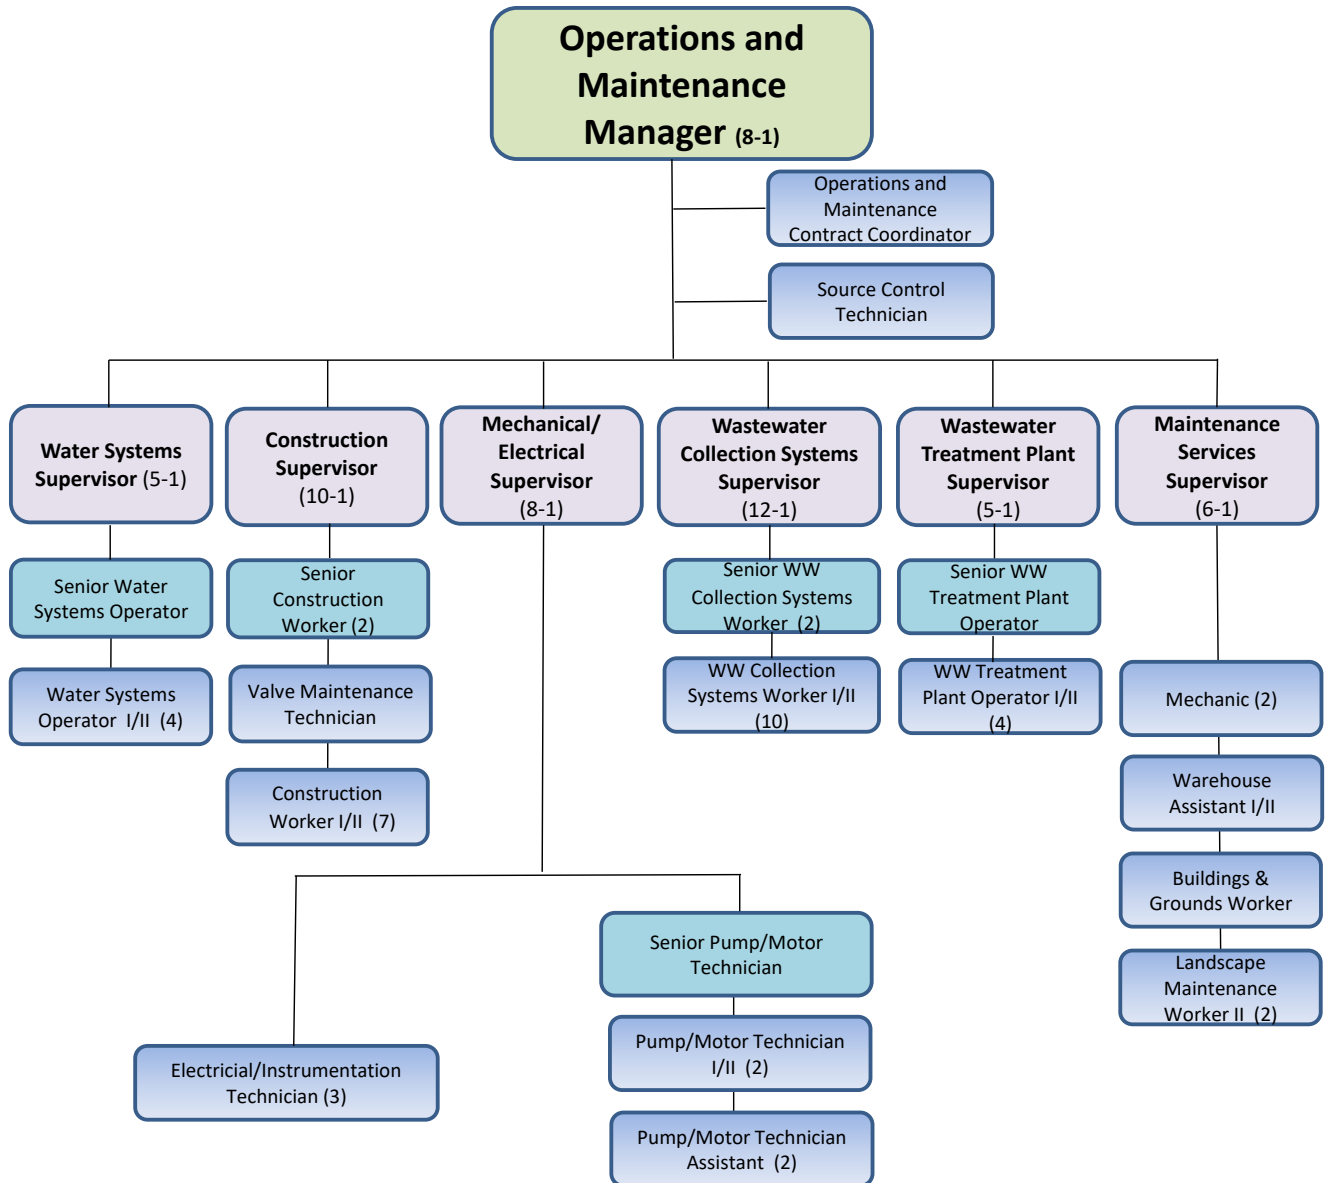 Operations and
Maintenance
Manager (8-1)
Operations and
Maintenance
Contract Coordinator
Source Control
Technician
Water Systems
Supervisor (5-1)
Construction
Supervisor
(10-1)
Mechanical/
Electrical
Supervisor
(8-1)
Wastewater
Collection Systems
Supervisor
(12-1)
Wastewater
Treatment Plant
Supervisor
(5-1)
Maintenance
Services
Supervisor
(6-1)
Senior Water
Systems Operator
Senior
Construction
Worker (2)
Senior WW
Collection Systems
Worker (2)
Senior WW
Treatment Plant
Operator
Water Systems
Operator I/II (4)
Valve Maintenance
Technician
WW Collection
Systems Worker I/II
(10)
WW Treatment
Plant Operator I/II
(4)
Mechanic (2)
Construction
Worker I/II (7)
Warehouse
Assistant I/II
Buildings &
Grounds Worker
Senior Pump/Motor
Technician
Landscape
Maintenance
Worker II (2)
Electricial/Instrumentation
Technician (3)
Pump/Motor Technician
I/II (2)
Pump/Motor Technician
Assistant (2)